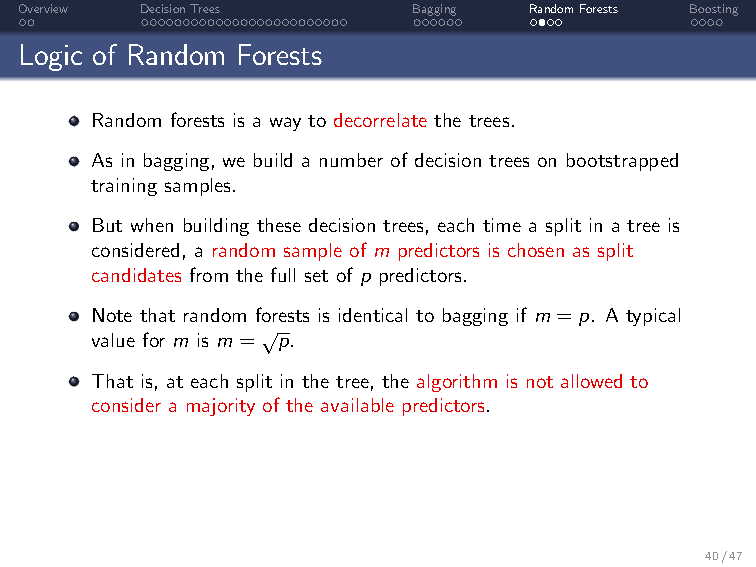 Overview Decision Trees Bagging Random Forests Boosting
Logic of Random Forests
Random forests is a way to decorrelate the trees.
As in bagging, we build a number of decision trees on bootstrapped
training samples.
But when building these decision trees, each time a split in a tree is
considered, a random sample of m predictors is chosen as split
candidates from the full set of p predictors.
Note that random forests is identical to bagging if m = p. A typical
value for m is m = √p.
That is, at each split in the tree, the algorithm is not allowed to
consider a majority of the available predictors.
40 / 47